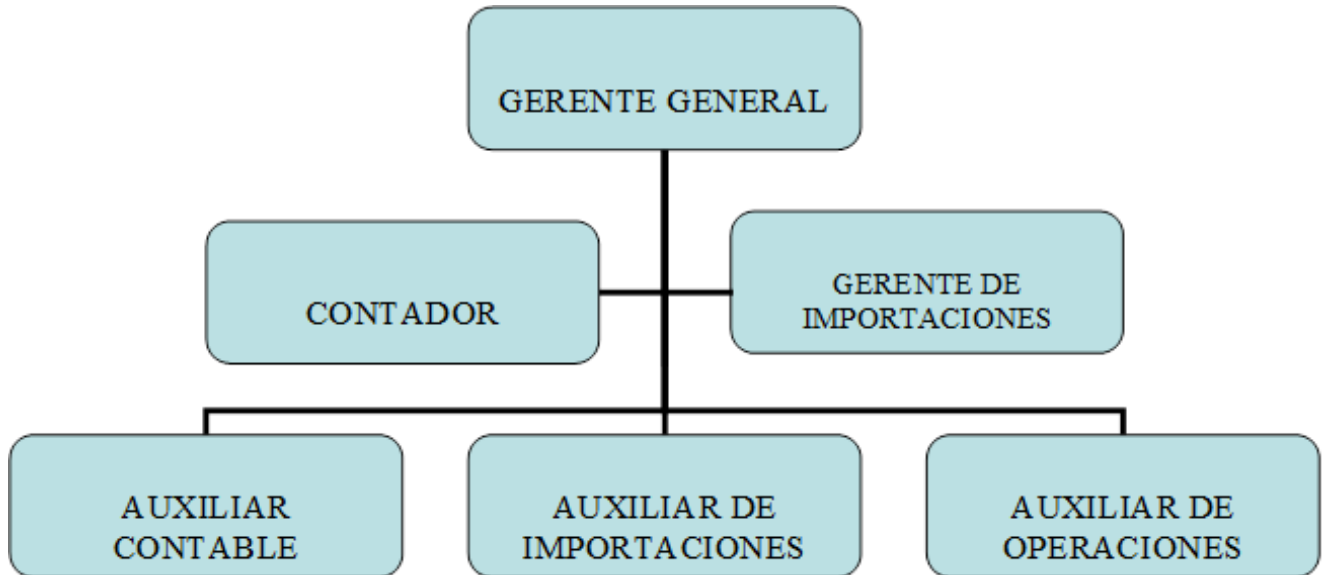 GERENTE GENERAL
CONTADOR
GERENTE DE
IMPORTACIONES
AUXILIAR
CONTABLE
AUXILIAR DE
IMPORTACIONES
AUXILIAR DE
OPERACIONES